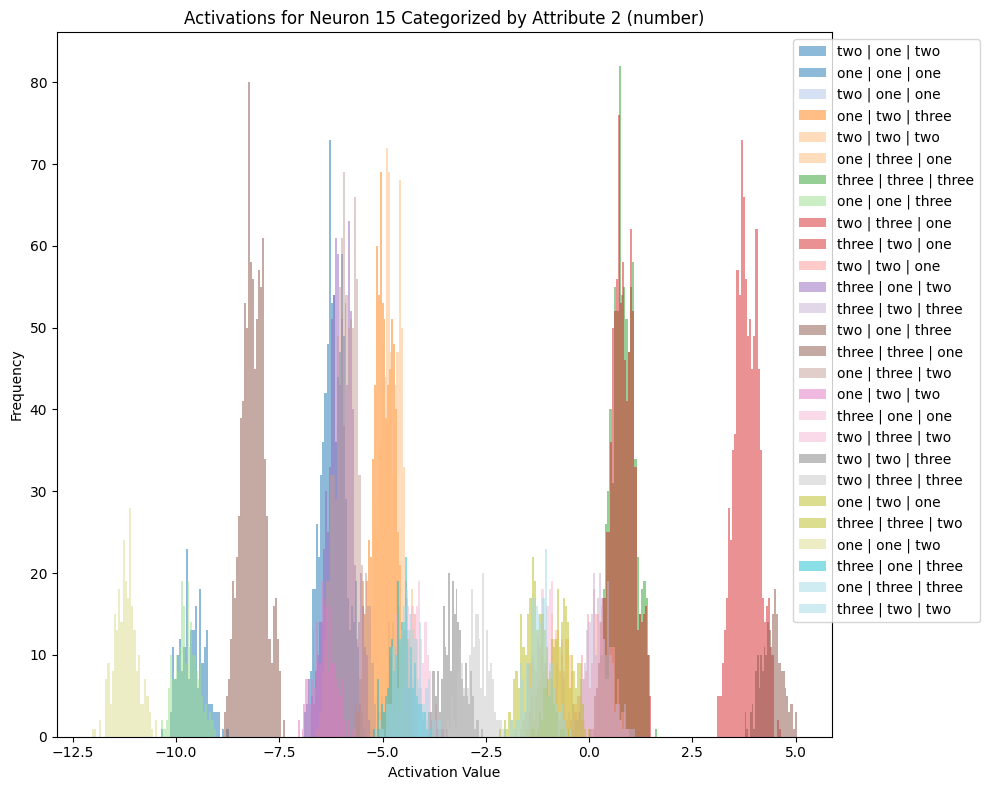 Activations for Neuron 15 Categorized by Attribute 2 (number)
two | one | two
one | one | one
two | one | one
one | two | three
two | two | two
one | three | one
three | three | three
one | one | three
two | three | one
three | two | one
two | two | one
three | one | two
three | two | three
two | one | three
three | three | one
one | three | two
one | two | two
three | one | one
two | three | two
two | two | three
two | three | three
one | two | one
three | three | two
one | one | two
three | one | three
one | three | three
three | two | two
Frequency
80
70
60
50
40
30
20
10
0
−12.5 −10.0 −7.5 −5.0 −2.5 0.0 2.5 5.0
Activation Value